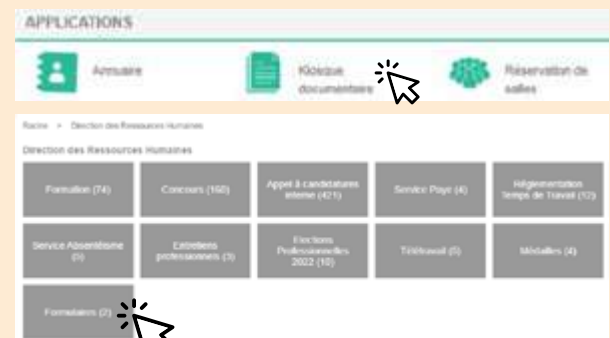 APPLICATIONS
Annuaire
Kiosque
documentaire
Réservation de
salles
Racine > Direction des Ressources Humaines
Direction des Ressources Humaines
Formation (74)
Concours (160)
Appel à candidatures
interne (421)
Service Paye (4)
Réglementation
Temps de Travail (12)
Service Absentéisme
(5)
Entretiens
professionnels (3)
Elections
Professionnelles
2022 (10)
Télétravail (5)
Médailles (4)
Formulaires (2)